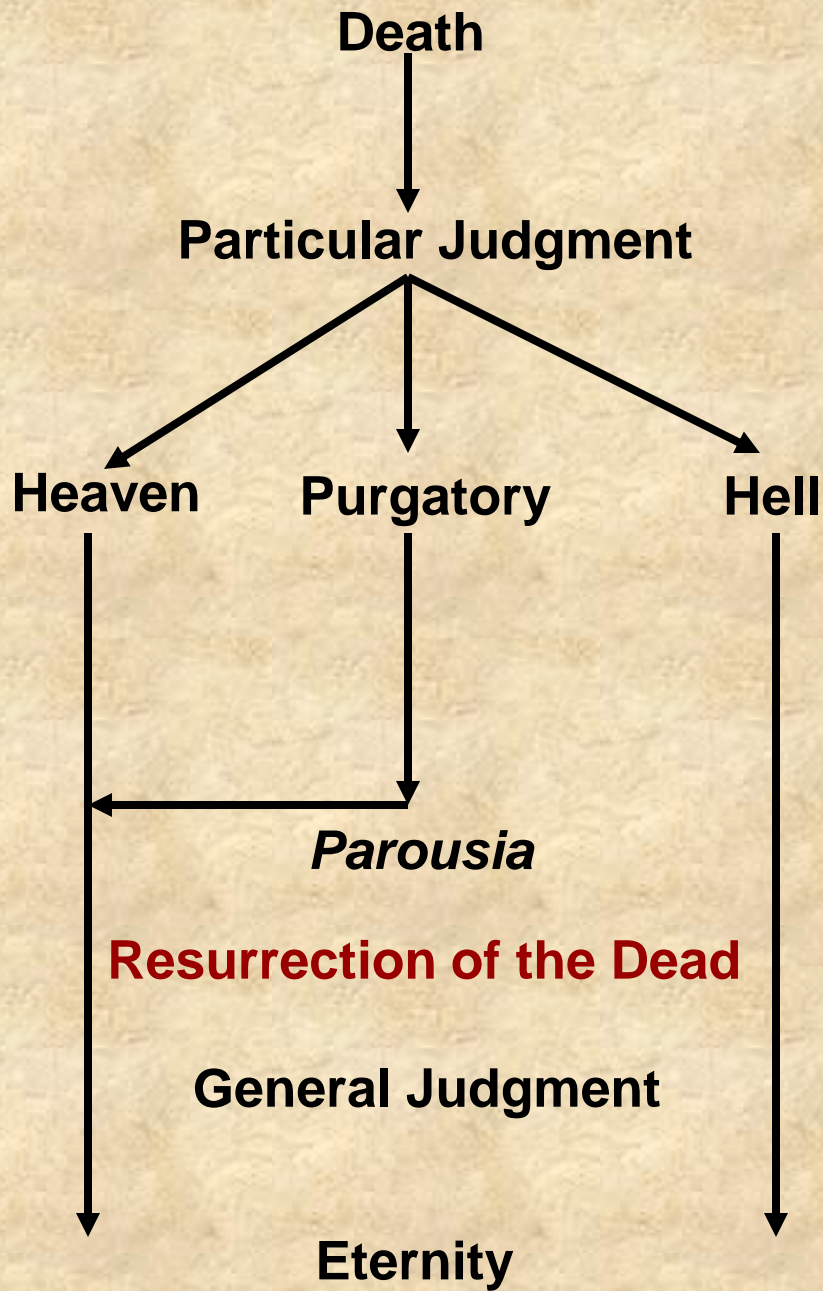 Death
Particular Judgment
Heaven Purgatory Hell
Parousia
Resurrection of the Dead
General Judgment
Eternity